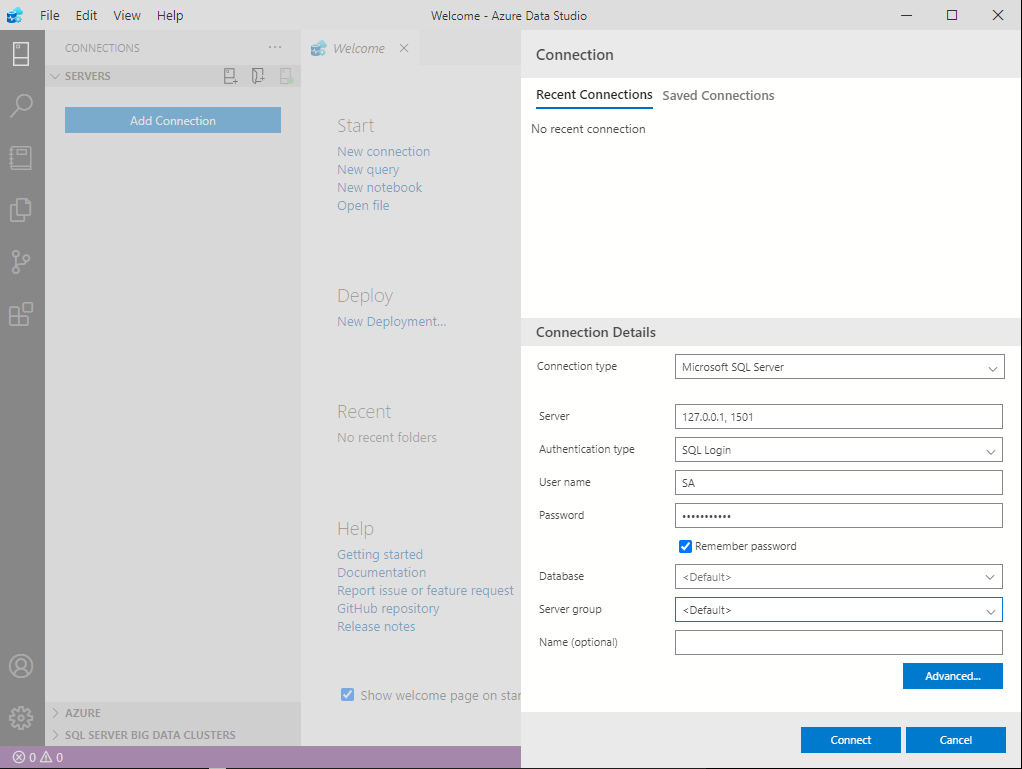 File Edit View Help
Welcome - Azure Data Studio
CONNECTIONS
SERVERS
Add Connection
Welcome
Start
New connection
New query
New notebook
Open file
Deploy
New Deployment...
Recent
No recent folders
Help
Getting started
Documentation
Report issue or feature request
GitHub repository
Release notes
Show welcome page on star
AZURE
SQL SERVER BIG DATA CLUSTERS
0 0
Connection
Recent Connections Saved Connections
No recent connection
Connection Details
Connection type Microsoft SQL Server
Server 127.0.0.1, 1501
Authentication type SQL Login
User name SA
Password •••••••••••
Remember password
Database <Default>
Server group <Default>
Name (optional)
Advanced...
Connect Cancel